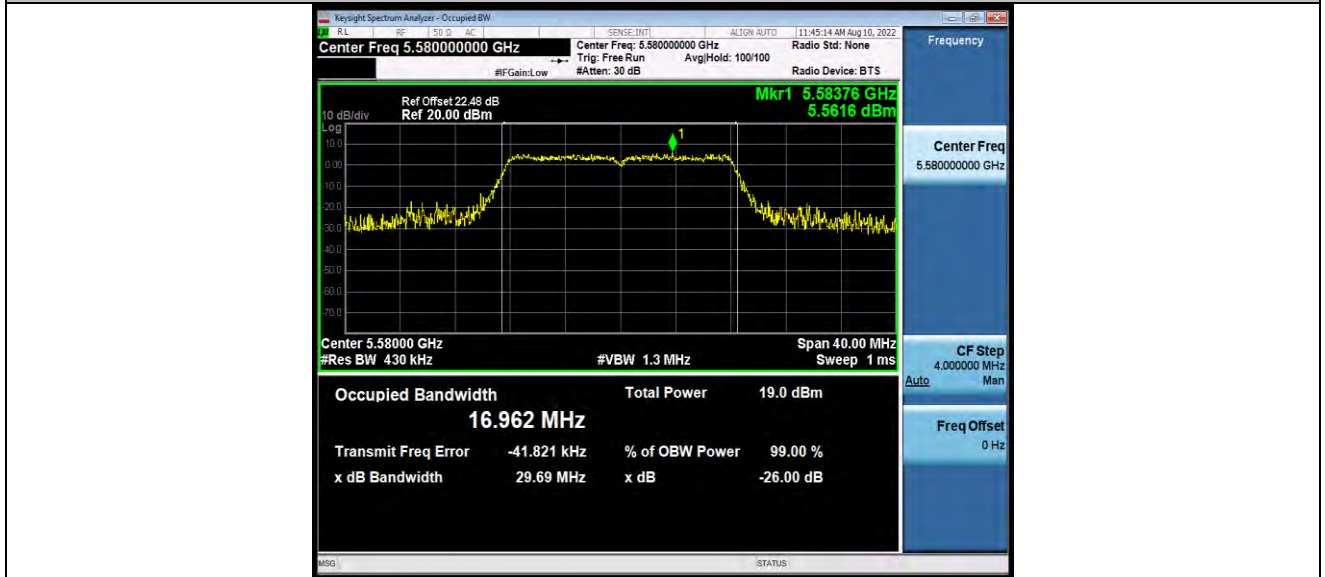 Keysight Spectrum Analyzer - Occupied BW
RL RF 50 Ω AC SENSE:INT ALIGN AUTO 11:45:14 AM Aug 10, 2022
Center Freq 5.580000000 GHz
Center Freq: 5.580000000 GHz
Radio Std: None
Trig: Free Run Avg|Hold: 100/100
#IFGain:Low #Atten: 30 dB
Radio Device: BTS
Frequency
Mkr1 5.58376 GHz
5.5616 dBm
Ref Offset 22.48 dB
10 dB/div Ref 20.00 dBm
Log
10.0
0.00
-10.0
-20.0
-30.0
-40.0
-50.0
-60.0
-70.0
1
Center 5.58000 GHz Span 40.00 MHz
#Res BW 430 kHz #VBW 1.3 MHz Sweep 1 ms
Occupied Bandwidth Total Power 19.0 dBm
16.962 MHz
Transmit Freq Error -41.821 kHz % of OBW Power 99.00 %
x dB Bandwidth 29.69 MHz x dB -26.00 dB
Center Freq
5.580000000 GHz
CF Step
4.000000 MHz
Auto Man
Freq Offset
0 Hz
MSG STATUS